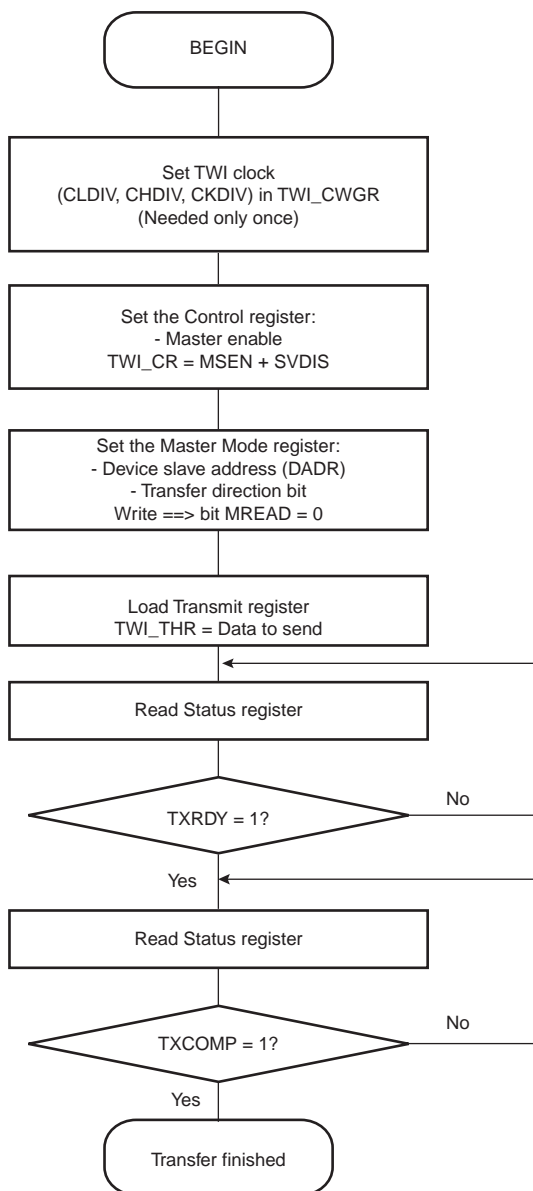 BEGIN
Set TWI clock
(CLDIV, CHDIV, CKDIV) in TWI_CWGR
(Needed only once)
Set the Control register:
- Master enable
TWI_CR = MSEN + SVDIS
Set the Master Mode register:
- Device slave address (DADR)
- Transfer direction bit
Write ==> bit MREAD = 0
Load Transmit register
TWI_THR = Data to send
Read Status register
TXRDY = 1?
No
Yes
Read Status register
TXCOMP = 1?
No
Yes
Transfer finished